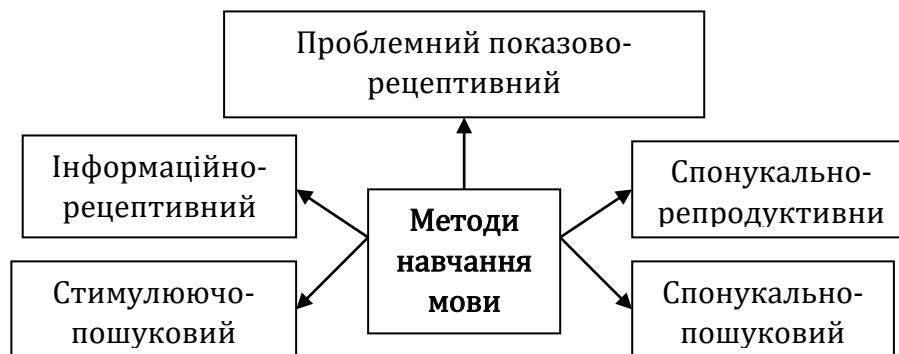 Проблемний показово-
рецептивний
Інформаційно-
рецептивний
Методи
навчання
мови
Спонукально-
репродуктивни
Стимулюючо-
пошуковий
Спонукально-
пошуковий